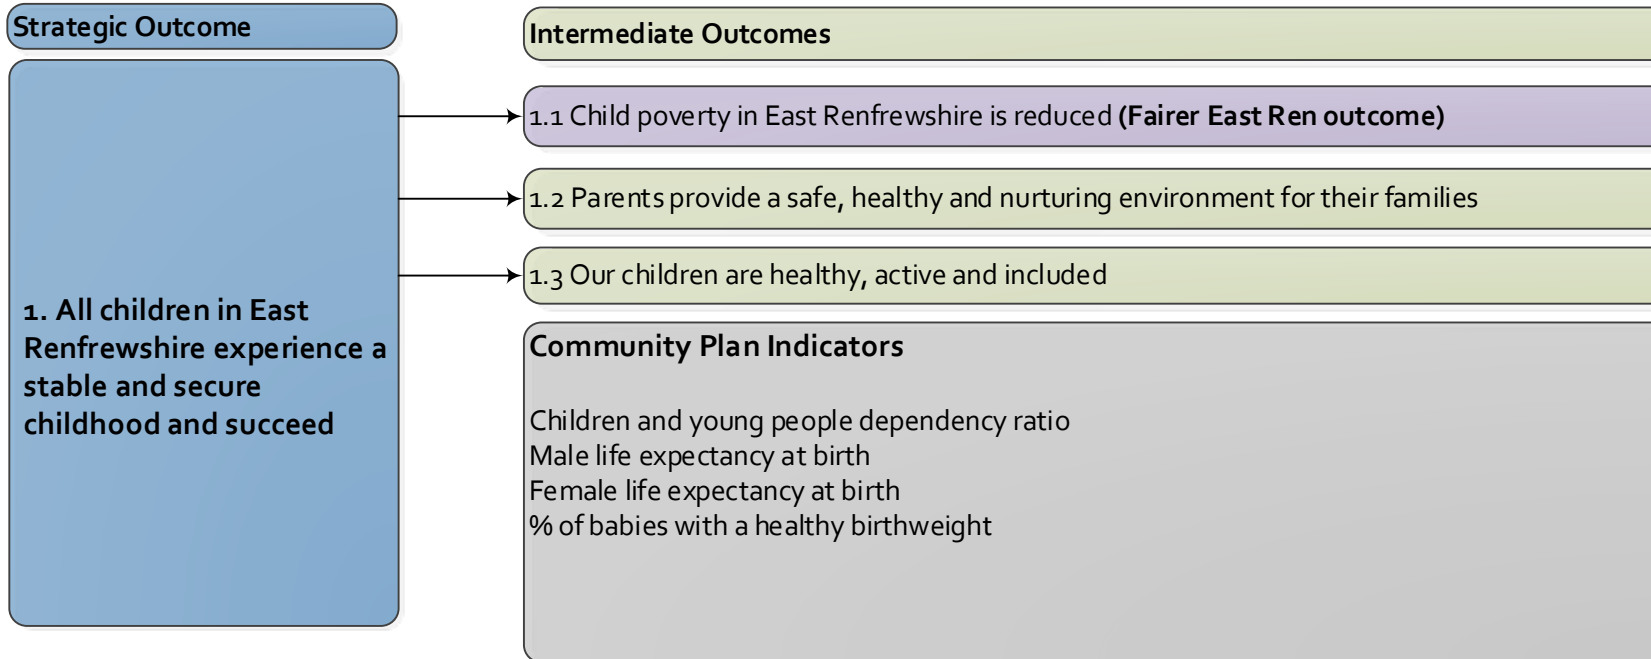 Strategic Outcome
1. All children in East
Renfrewshire experience a
stable and secure
childhood and succeed
Intermediate Outcomes
1.1 Child poverty in East Renfrewshire is reduced (Fairer East Ren outcome)
1.2 Parents provide a safe, healthy and nurturing environment for their families
1.3 Our children are healthy, active and included
Community Plan Indicators
Children and young people dependency ratio
Male life expectancy at birth
Female life expectancy at birth
% of babies with a healthy birthweight